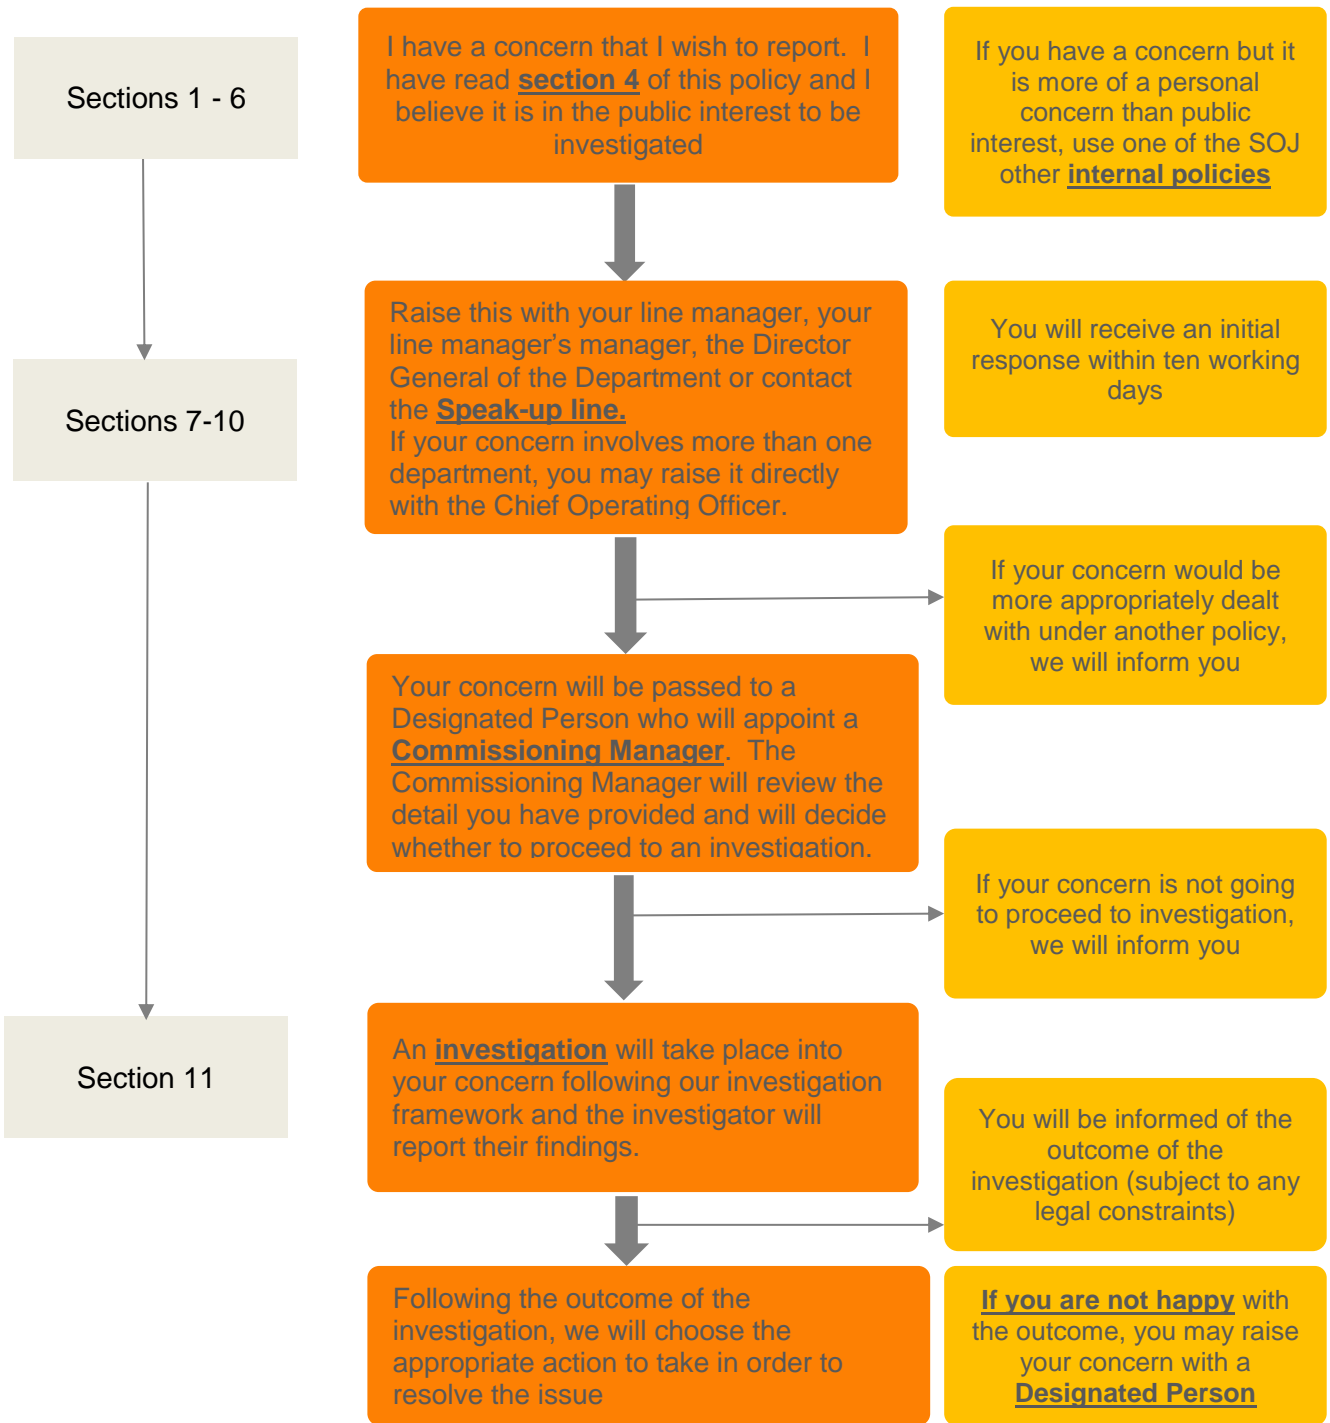 Sections 1 - 6
I have a concern that I wish to report.  I
have read section 4 of this policy and I
believe it is in the public interest to be
investigated
If you have a concern but it
is more of a personal
concern than public
interest, use one of the SOJ
other internal policies
Sections 7-10
Raise this with your line manager, your
line manager’s manager, the Director
General of the Department or contact
the Speak-up line.
If your concern involves more than one
department, you may raise it directly
with the Chief Operating Officer.
You will receive an initial
response within ten working
days
If your concern would be
more appropriately dealt
with under another policy,
we will inform you
Your concern will be passed to a
Designated Person who will appoint a
Commissioning Manager.  The
Commissioning Manager will review the
detail you have provided and will decide
whether to proceed to an investigation.
If your concern is not going
to proceed to investigation,
we will inform you
Section 11
An investigation will take place into
your concern following our investigation
framework and the investigator will
report their findings.
You will be informed of the
outcome of the
investigation (subject to any
legal constraints)
Following the outcome of the
investigation, we will choose the
appropriate action to take in order to
resolve the issue
If you are not happy with
the outcome, you may raise
your concern with a
Designated Person